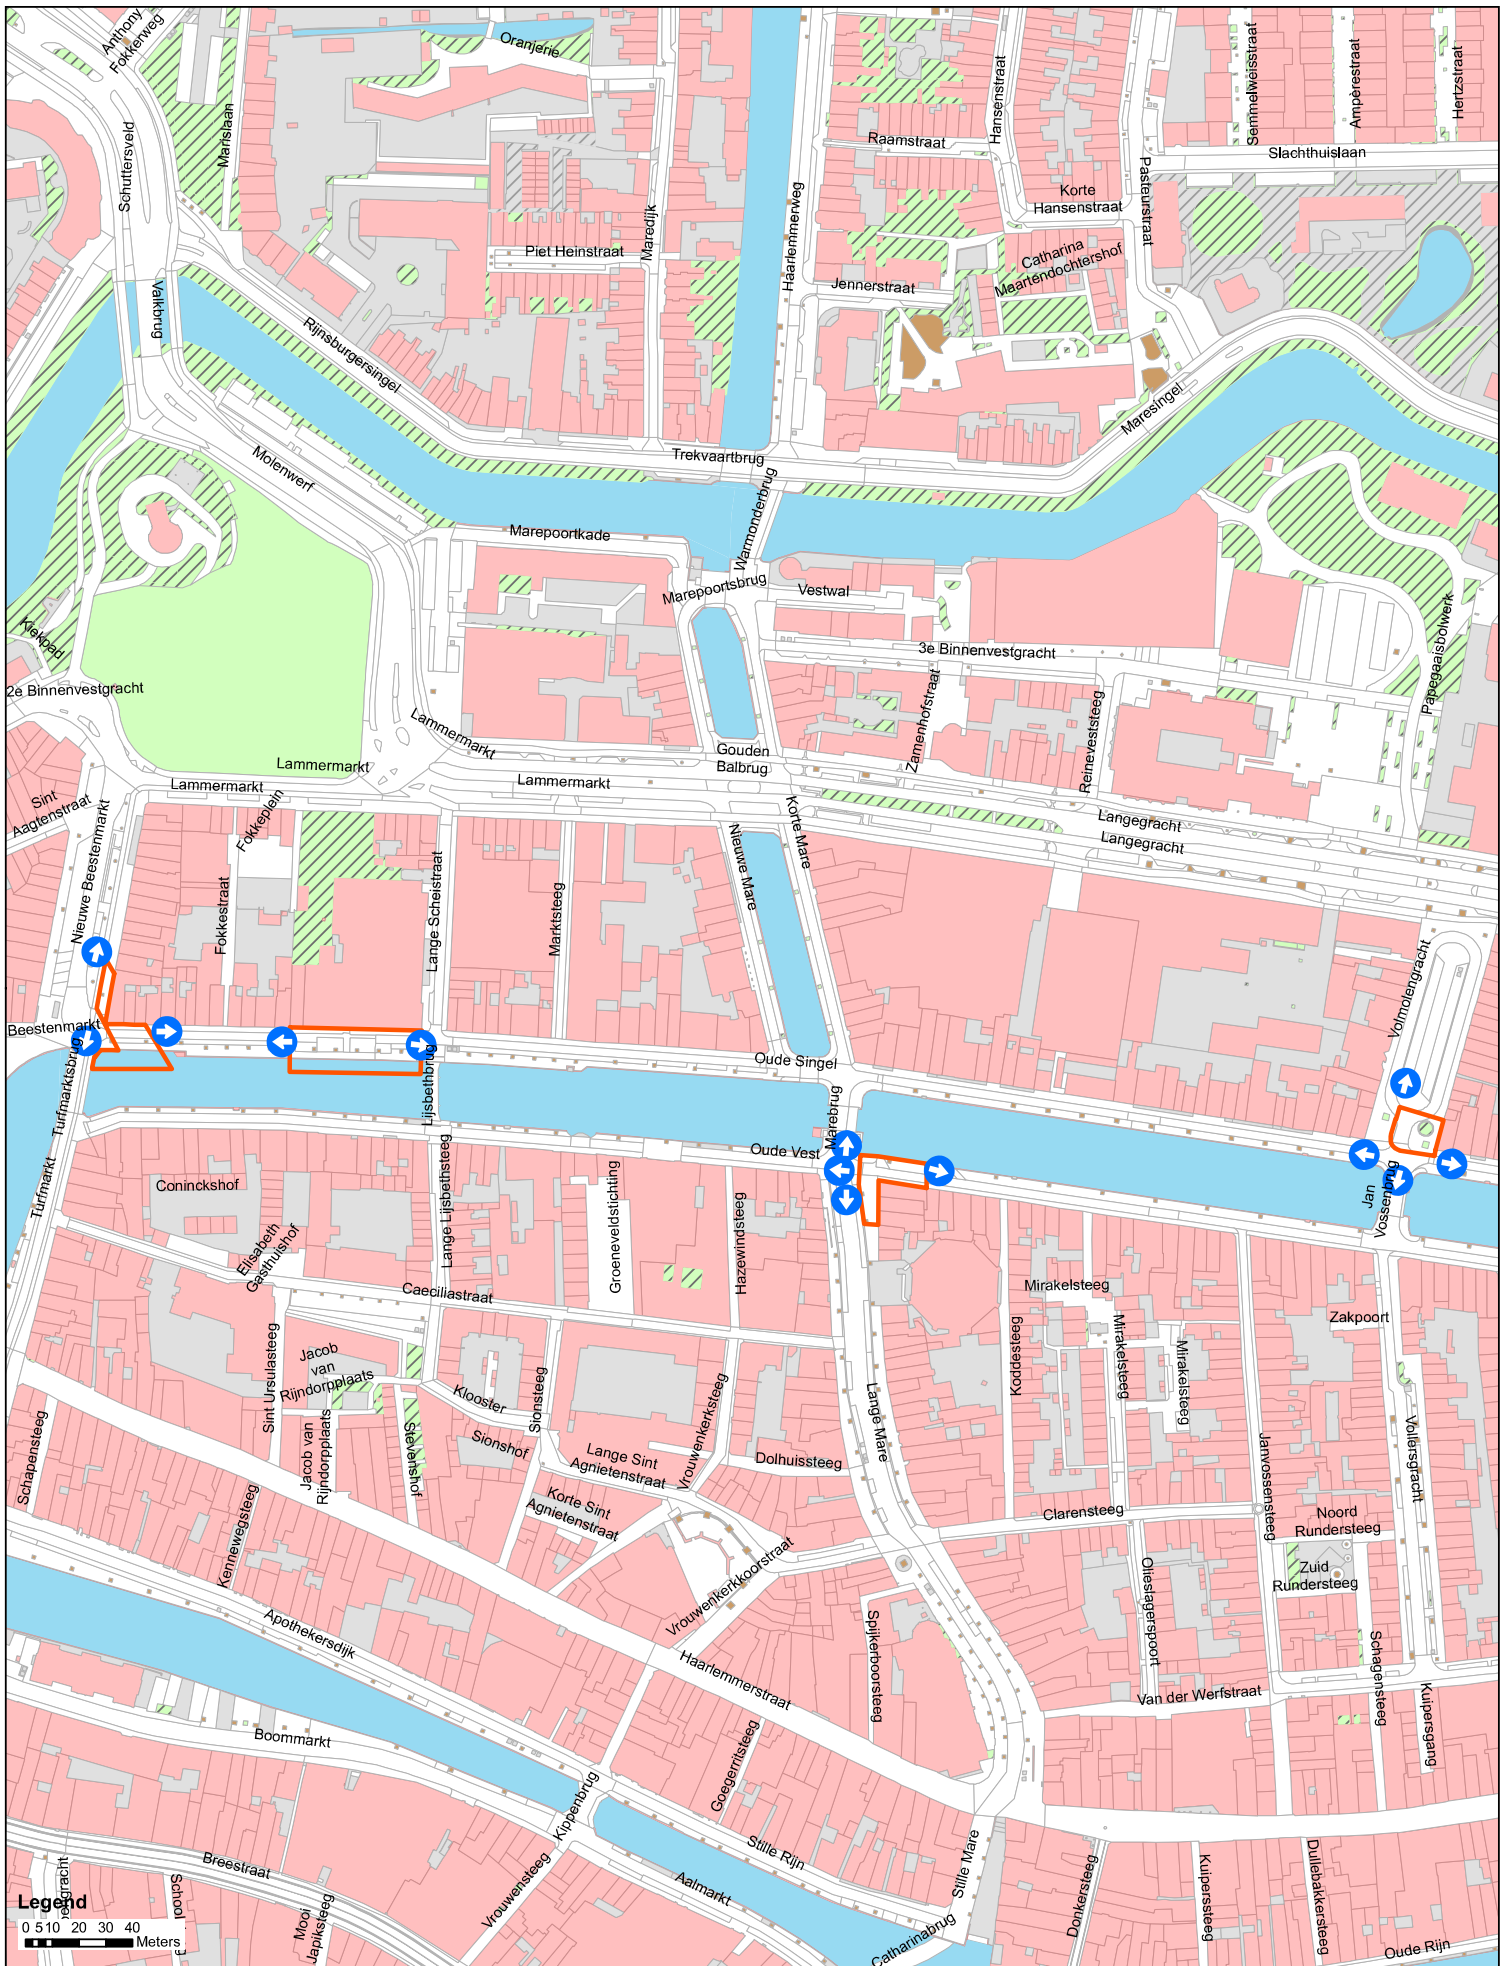 Anthony
Fokkerweg
Oranjerie
Schuttersveld
Marislaan
Maredijk
Haarlemmerweg
Raamstraat
Hansenstraat
Korte
Hansenstraat
Pasteurstraat
Semmelweisstraat
Ampèrestraat
Hertzstraat
Slachthuislaan
Piet Heinstraat
Catharina
Maartendochtershof
Jennerstraat
Valkbrug
Rijnsburgersingel
Maresingel
Molenwerf
Trekvaartbrug
Warmonderbrug
Marepoortkade
Marepoortsbrug
Vestwal
Kiekpad
3e Binnenvestgracht
Papegaaisbolwerk
2e Binnenvestgracht
Zamenhofstraat
Reineveststeeg
Lammermarkt
Gouden
Balbrug
Lammermarkt
Lammermarkt
Lammermarkt
Sint
Aagtenstraat
Nieuwe Beestenmarkt
Fokkeplein
Korte Mare
Nieuwe Mare
Langegracht
Langegracht
Fokkestraat
Lange Scheistraat
Marktsteeg
Volmolengracht
Beestenmarkt
Turfmarktsbrug
Lijsbethbrug
Oude Singel
Marebrug
Oude Vest
Turfmarkt
Coninckshof
Lange Lijsbethsteeg
Groeneveldstichting
Hazewindsteeg
Jan
Vossenbrug
Elisabeth
Gasthuishof
Caeciliastraat
Mirakelsteeg
Zakpoort
Koddesteeg
Mirakelsteeg
Mirakelsteeg
Sint Ursulasteeg
Jacob
van
Rijndorpplaats
Klooster
Sionsteeg
Lange Mare
Schapensteeg
Jacob van
Rijndorpplaats
Stevenshof
Sionshof
Lange Sint
Agnietenstraat
Vrouwenkerksteeg
Dolhuissteeg
Janvossensteeg
Vollersgracht
Kennewegsteeg
Korte Sint
Agnietenstraat
Clarensteeg
Noord
Rundersteeg
Zuid
Rundersteeg
Vrouwenkerkkoorstraat
Olieslagerspoort
Apothekersdijk
Spijkerboorsteeg
Schagensteeg
Haarlemmerstraat
Van der Werfstraat
Kuipersgang
Boommarkt
Goegerritsteeg
Kippenbrug
Stille Rijn
Stille Mare
Breestraat
Vrouwensteeg
Aalmarkt
Donkersteeg
Kuiperssteeg
Dullebakkersteeg
Mooi
Japiksteeg
Catharinabrug
Oude Rijn
School
Legend
0 5 10 20 30 40
Meters